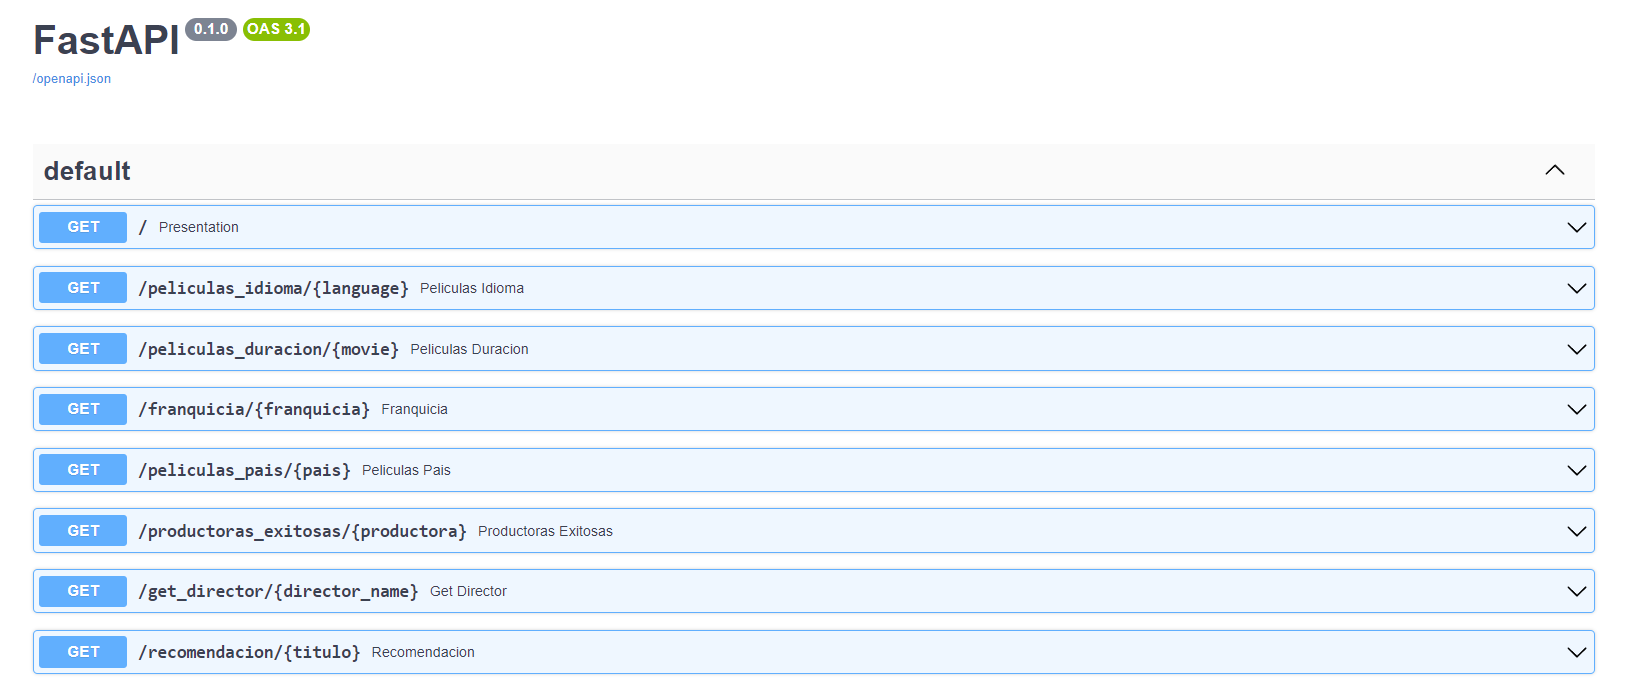 FastAPI 0.1.0 OAS 3.1
/openapi.json
default
GET / Presentation
GET /peliculas_idioma/{language} Peliculas Idioma
GET /peliculas_duracion/{movie} Peliculas Duracion
GET /franquicia/{franquicia} Franquicia
GET /peliculas_pais/{pais} Peliculas Pais
GET /productoras_exitosas/{productora} Productoras Exitosas
GET /get_director/{director_name} Get Director
GET /recomendacion/{titulo} Recomendacion